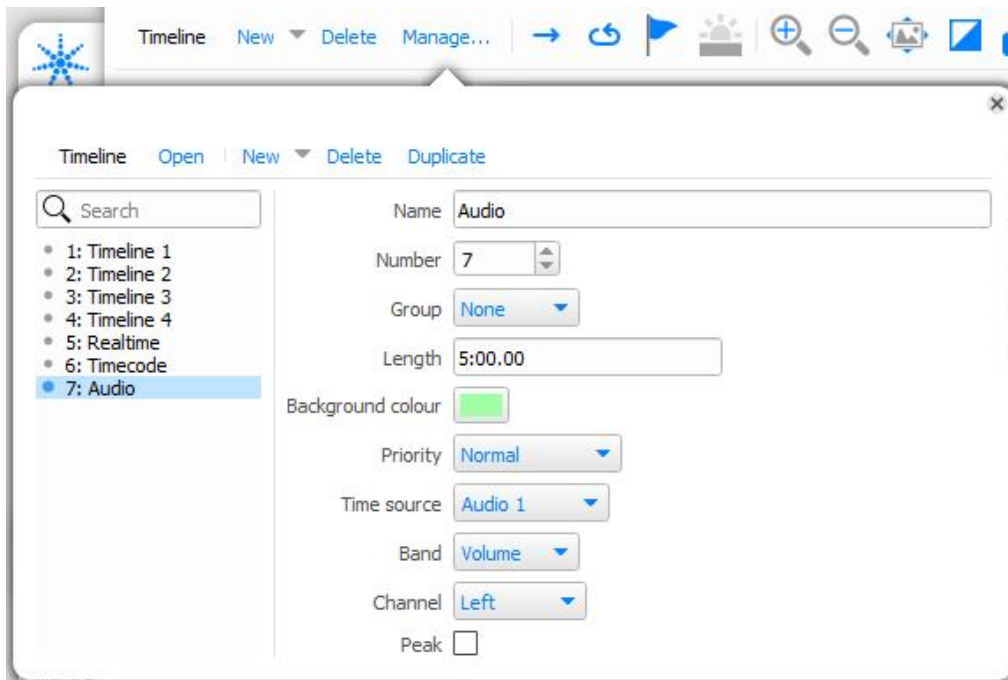 Timeline New Delete Manage...
Timeline Open New Delete Duplicate
Search
1: Timeline 1
2: Timeline 2
3: Timeline 3
4: Timeline 4
5: Realtime
6: Timecode
7: Audio
Name Audio
Number 7
Group None
Length 5:00.00
Background colour
Priority Normal
Time source Audio 1
Band Volume
Channel Left
Peak